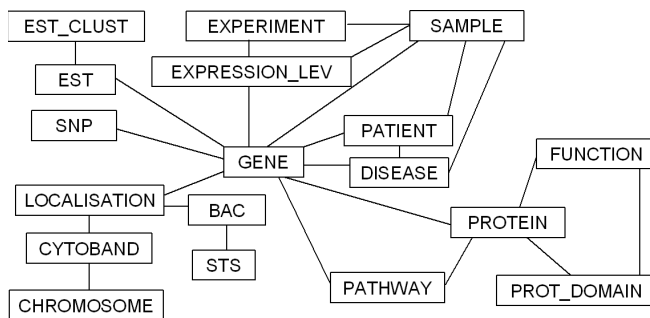 EST_CLUST
EXPERIMENT
SAMPLE
EST
EXPRESSION_LEV
SNP
PATIENT
GENE
DISEASE
FUNCTION
LOCALISATION
BAC
PROTEIN
CYTOBAND
STS
CHROMOSOME
PATHWAY
PROT_DOMAIN